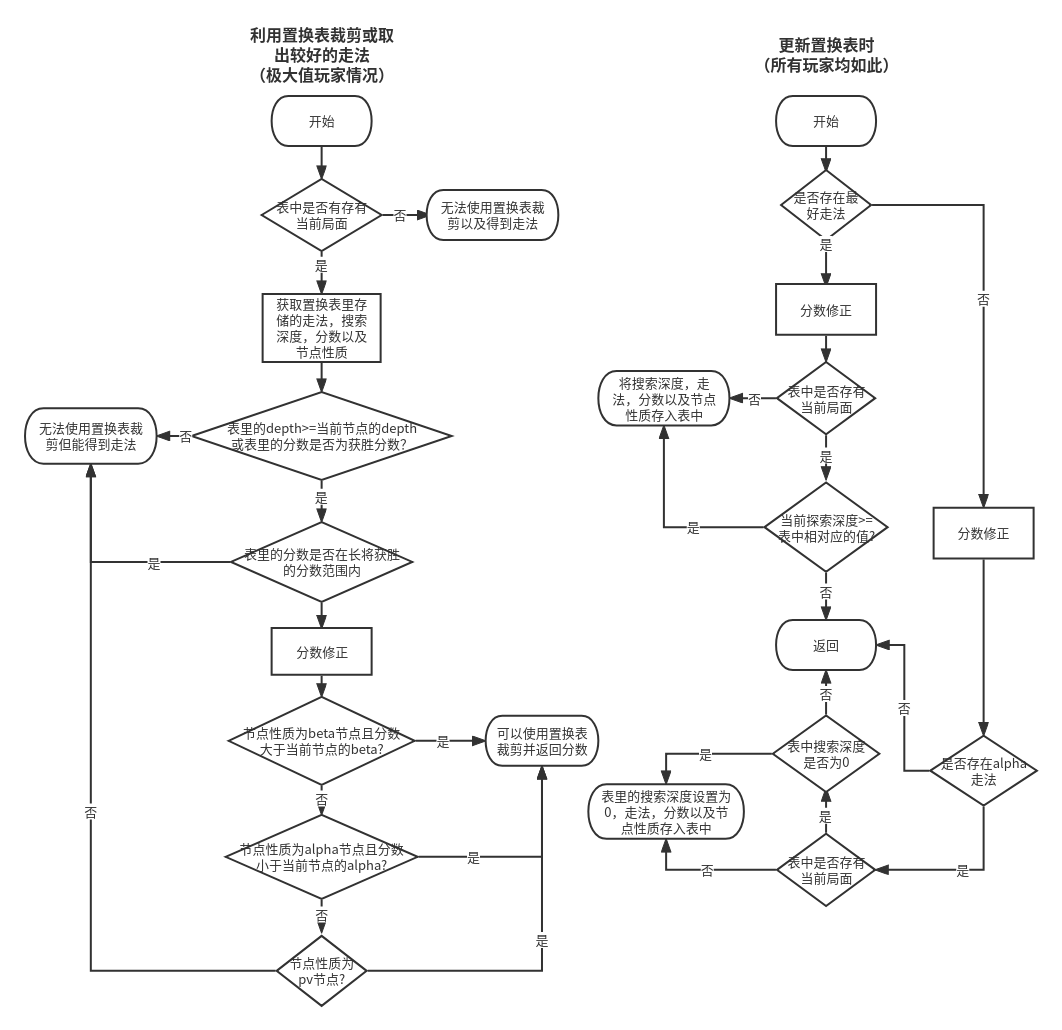 利用置换表裁剪或取
出较好的走法
（极大值玩家情况）
开始
表中是否有存有
当前局面
否
无法使用置换表裁
剪以及得到走法
是
获取置换表里存
储的走法，搜索
深度，分数以及
节点性质
表里的depth>=当前节点的depth
或表里的分数是否为获胜分数?
否
无法使用置换表裁
剪但能得到走法
是
表里的分数是否在长将获胜
的分数范围内
是
分数修正
节点性质为beta节点且分数
大于当前节点的beta?
是
可以使用置换表
裁剪并返回分数
否
节点性质为alpha节点且分数
小于当前节点的alpha?
是
否
节点性质为
pv节点?
是
否
更新置换表时
（所有玩家均如此）
开始
是否存在最
好走法
是
否
分数修正
表中是否存有
当前局面
否
将搜索深度，走
法，分数以及节点
性质存入表中
是
当前探索深度>=
表中相对应的值?
是
否
返回
分数修正
是否存在alpha
走法
否
是
表中是否存有
当前局面
是
否
表中搜索深度
是否为0
否
是
表里的搜索深度设置为
0，走法，分数以及节
点性质存入表中